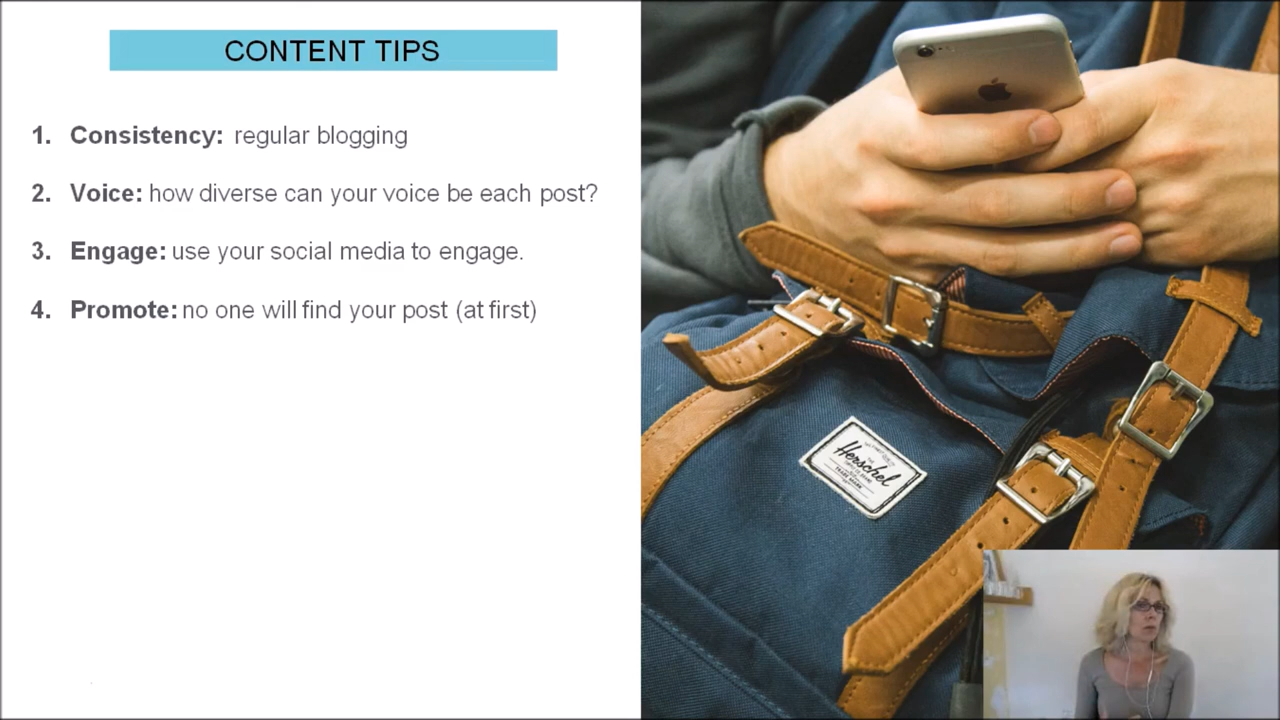 CONTENT TIPS
1. Consistency: regular blogging
2. Voice: how diverse can your voice be each post?
3. Engage: use your social media to engage.
4. Promote: no one will find your post (at first)
Herschel